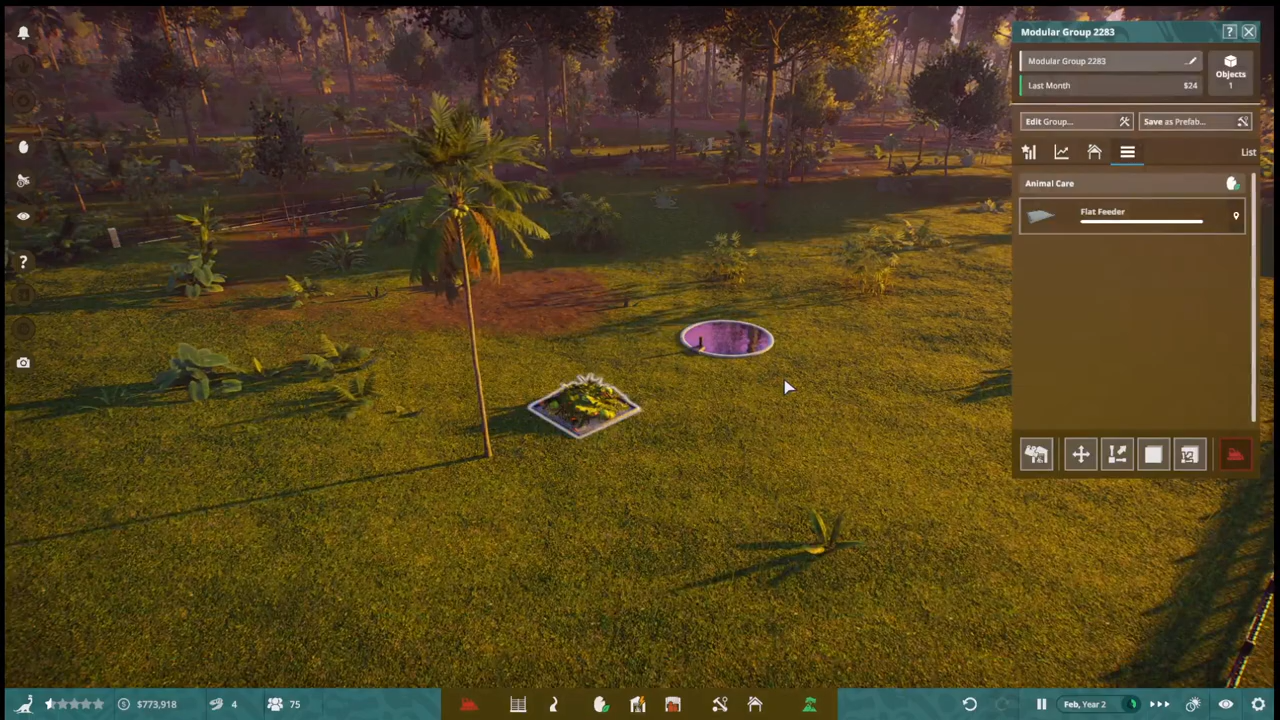 Modular Group 2283
?
Modular Group 2283
Objects
1
Last Month $24
Edit Group...
Save as Prefab...
List
Animal Care
Flat Feeder
?
$773,918
4
75
Feb, Year 2